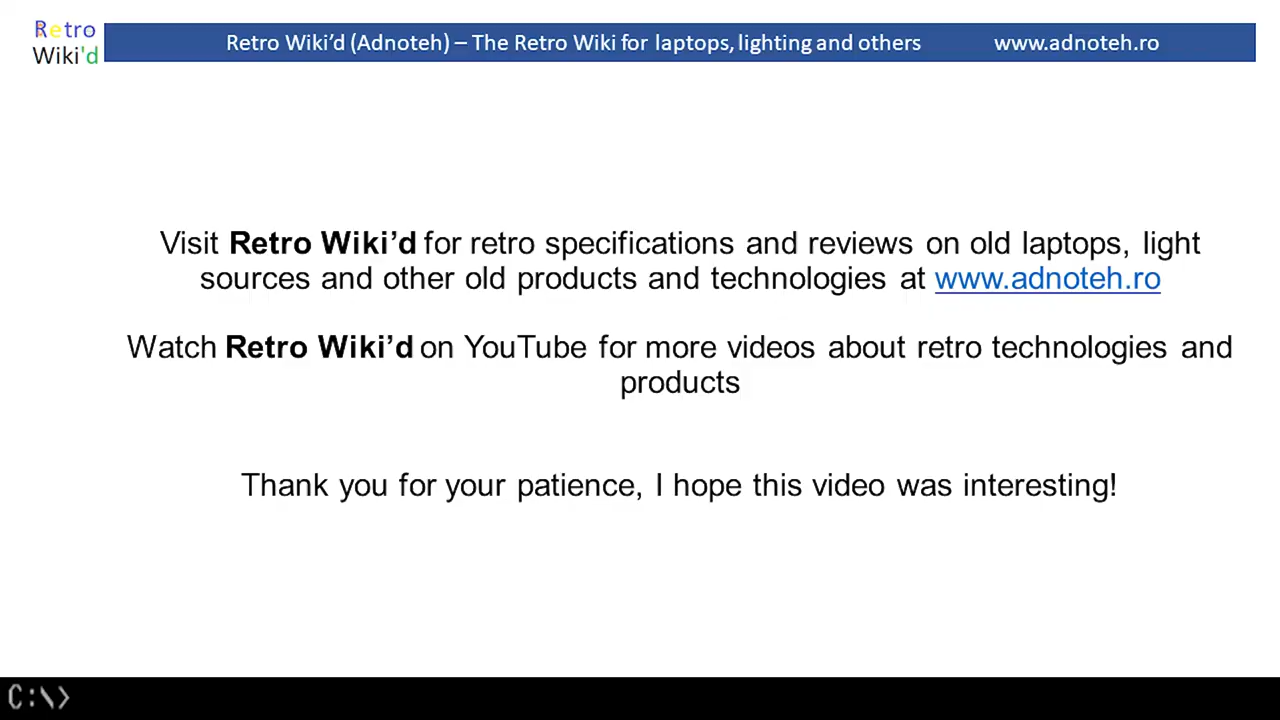 Retro
Wiki'd
Retro Wiki’d (Adnoteh) – The Retro Wiki for laptops, lighting and others www.adnoteh.ro
Visit Retro Wiki’d for retro specifications and reviews on old laptops, light
sources and other old products and technologies at www.adnoteh.ro
Watch Retro Wiki’d on YouTube for more videos about retro technologies and
products
Thank you for your patience, I hope this video was interesting!
C:\>